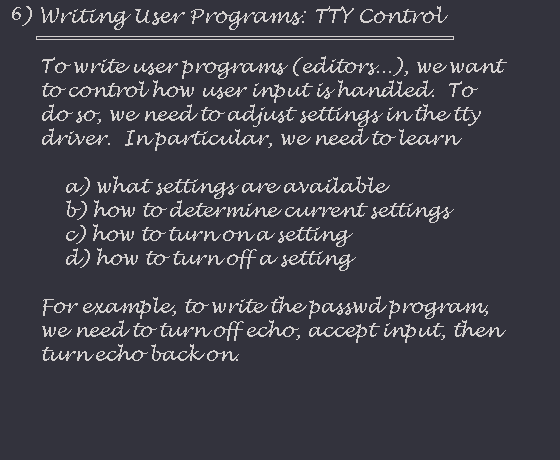 6) Writing User Programs: TTY Control
To write user programs (editors...), we want
to control how user input is handled. To
do so, we need to adjust settings in the tty
driver. In particular, we need to learn
a) what settings are available
b) how to determine current settings
c) how to turn on a setting
d) how to turn off a setting
For example, to write the passwd program,
we need to turn off echo, accept input, then
turn echo back on.